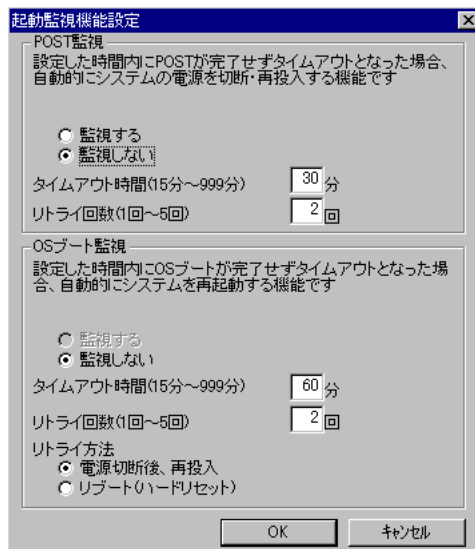 起動監視機能設定
POST監視
設定した時間内にPOSTが完了せずタイムアウトとなった場合、
自動的にシステムの電源を切断・再投入する機能です
監視する
監視しない
タイムアウト時間(15分～999分) 30 分
リトライ回数(1回～5回) 2 回
OSブート監視
設定した時間内にOSブートが完了せずタイムアウトとなった場
合、自動的にシステムを再起動する機能です
監視する
監視しない
タイムアウト時間(15分～999分) 60 分
リトライ回数(1回～5回) 2 回
リトライ方法
電源切断後、再投入
リブート(ハードリセット)
OK キャンセル